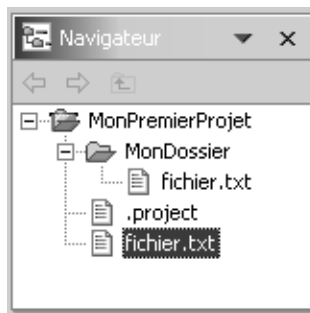 Navigateur
MonPremierProjet
MonDossier
fichier.txt
.project
fichier.txt